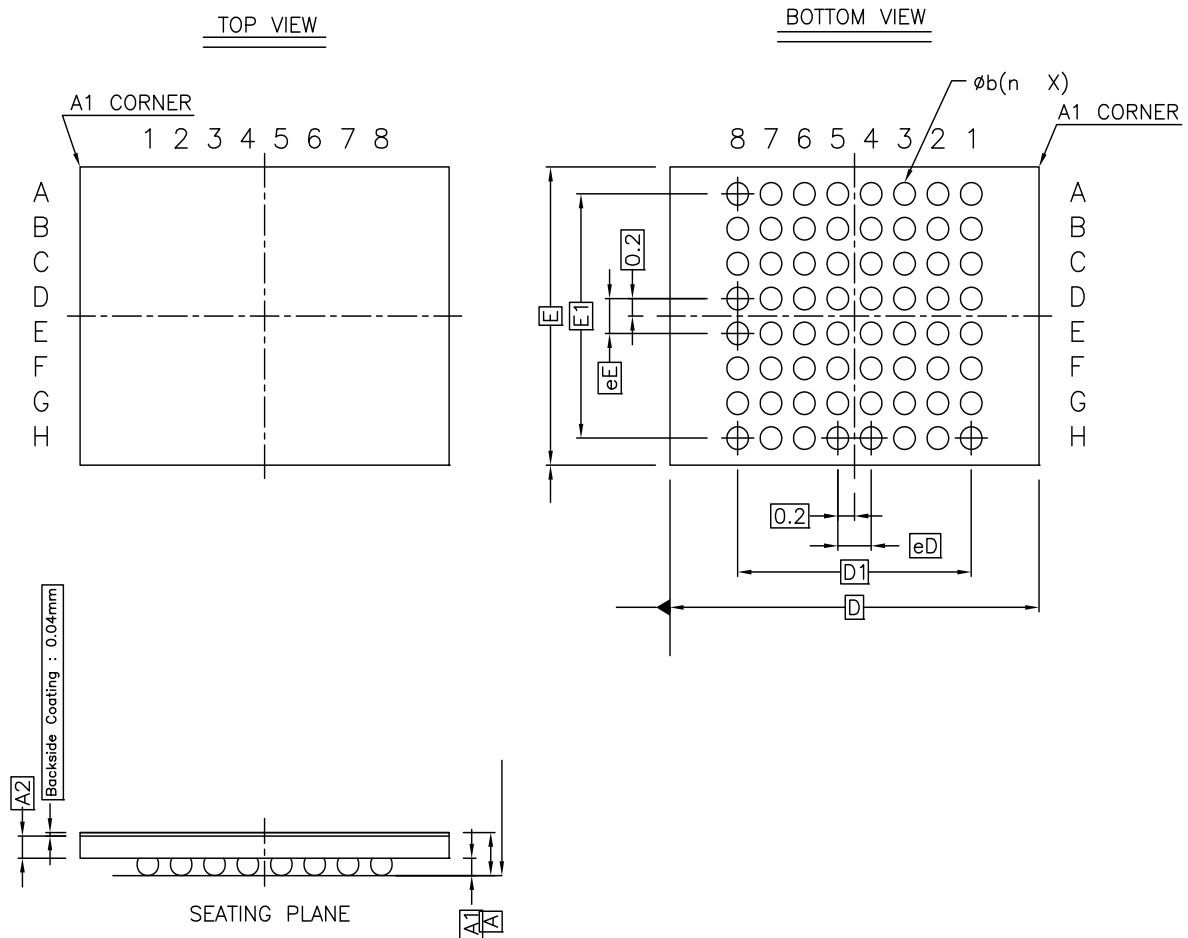 TOP VIEW
A1 CORNER
1 2 3 4 5 6 7 8
A
B
C
D
E
F
G
H
BOTTOM VIEW
Øb(n X)
A1 CORNER
8 7 6 5 4 3 2 1
A
B
C
D
E
F
G
H
0.2
E
E1
eE
0.2
eD
D1
D
Backside Coating : 0.04mm
A2
A1
A
SEATING PLANE